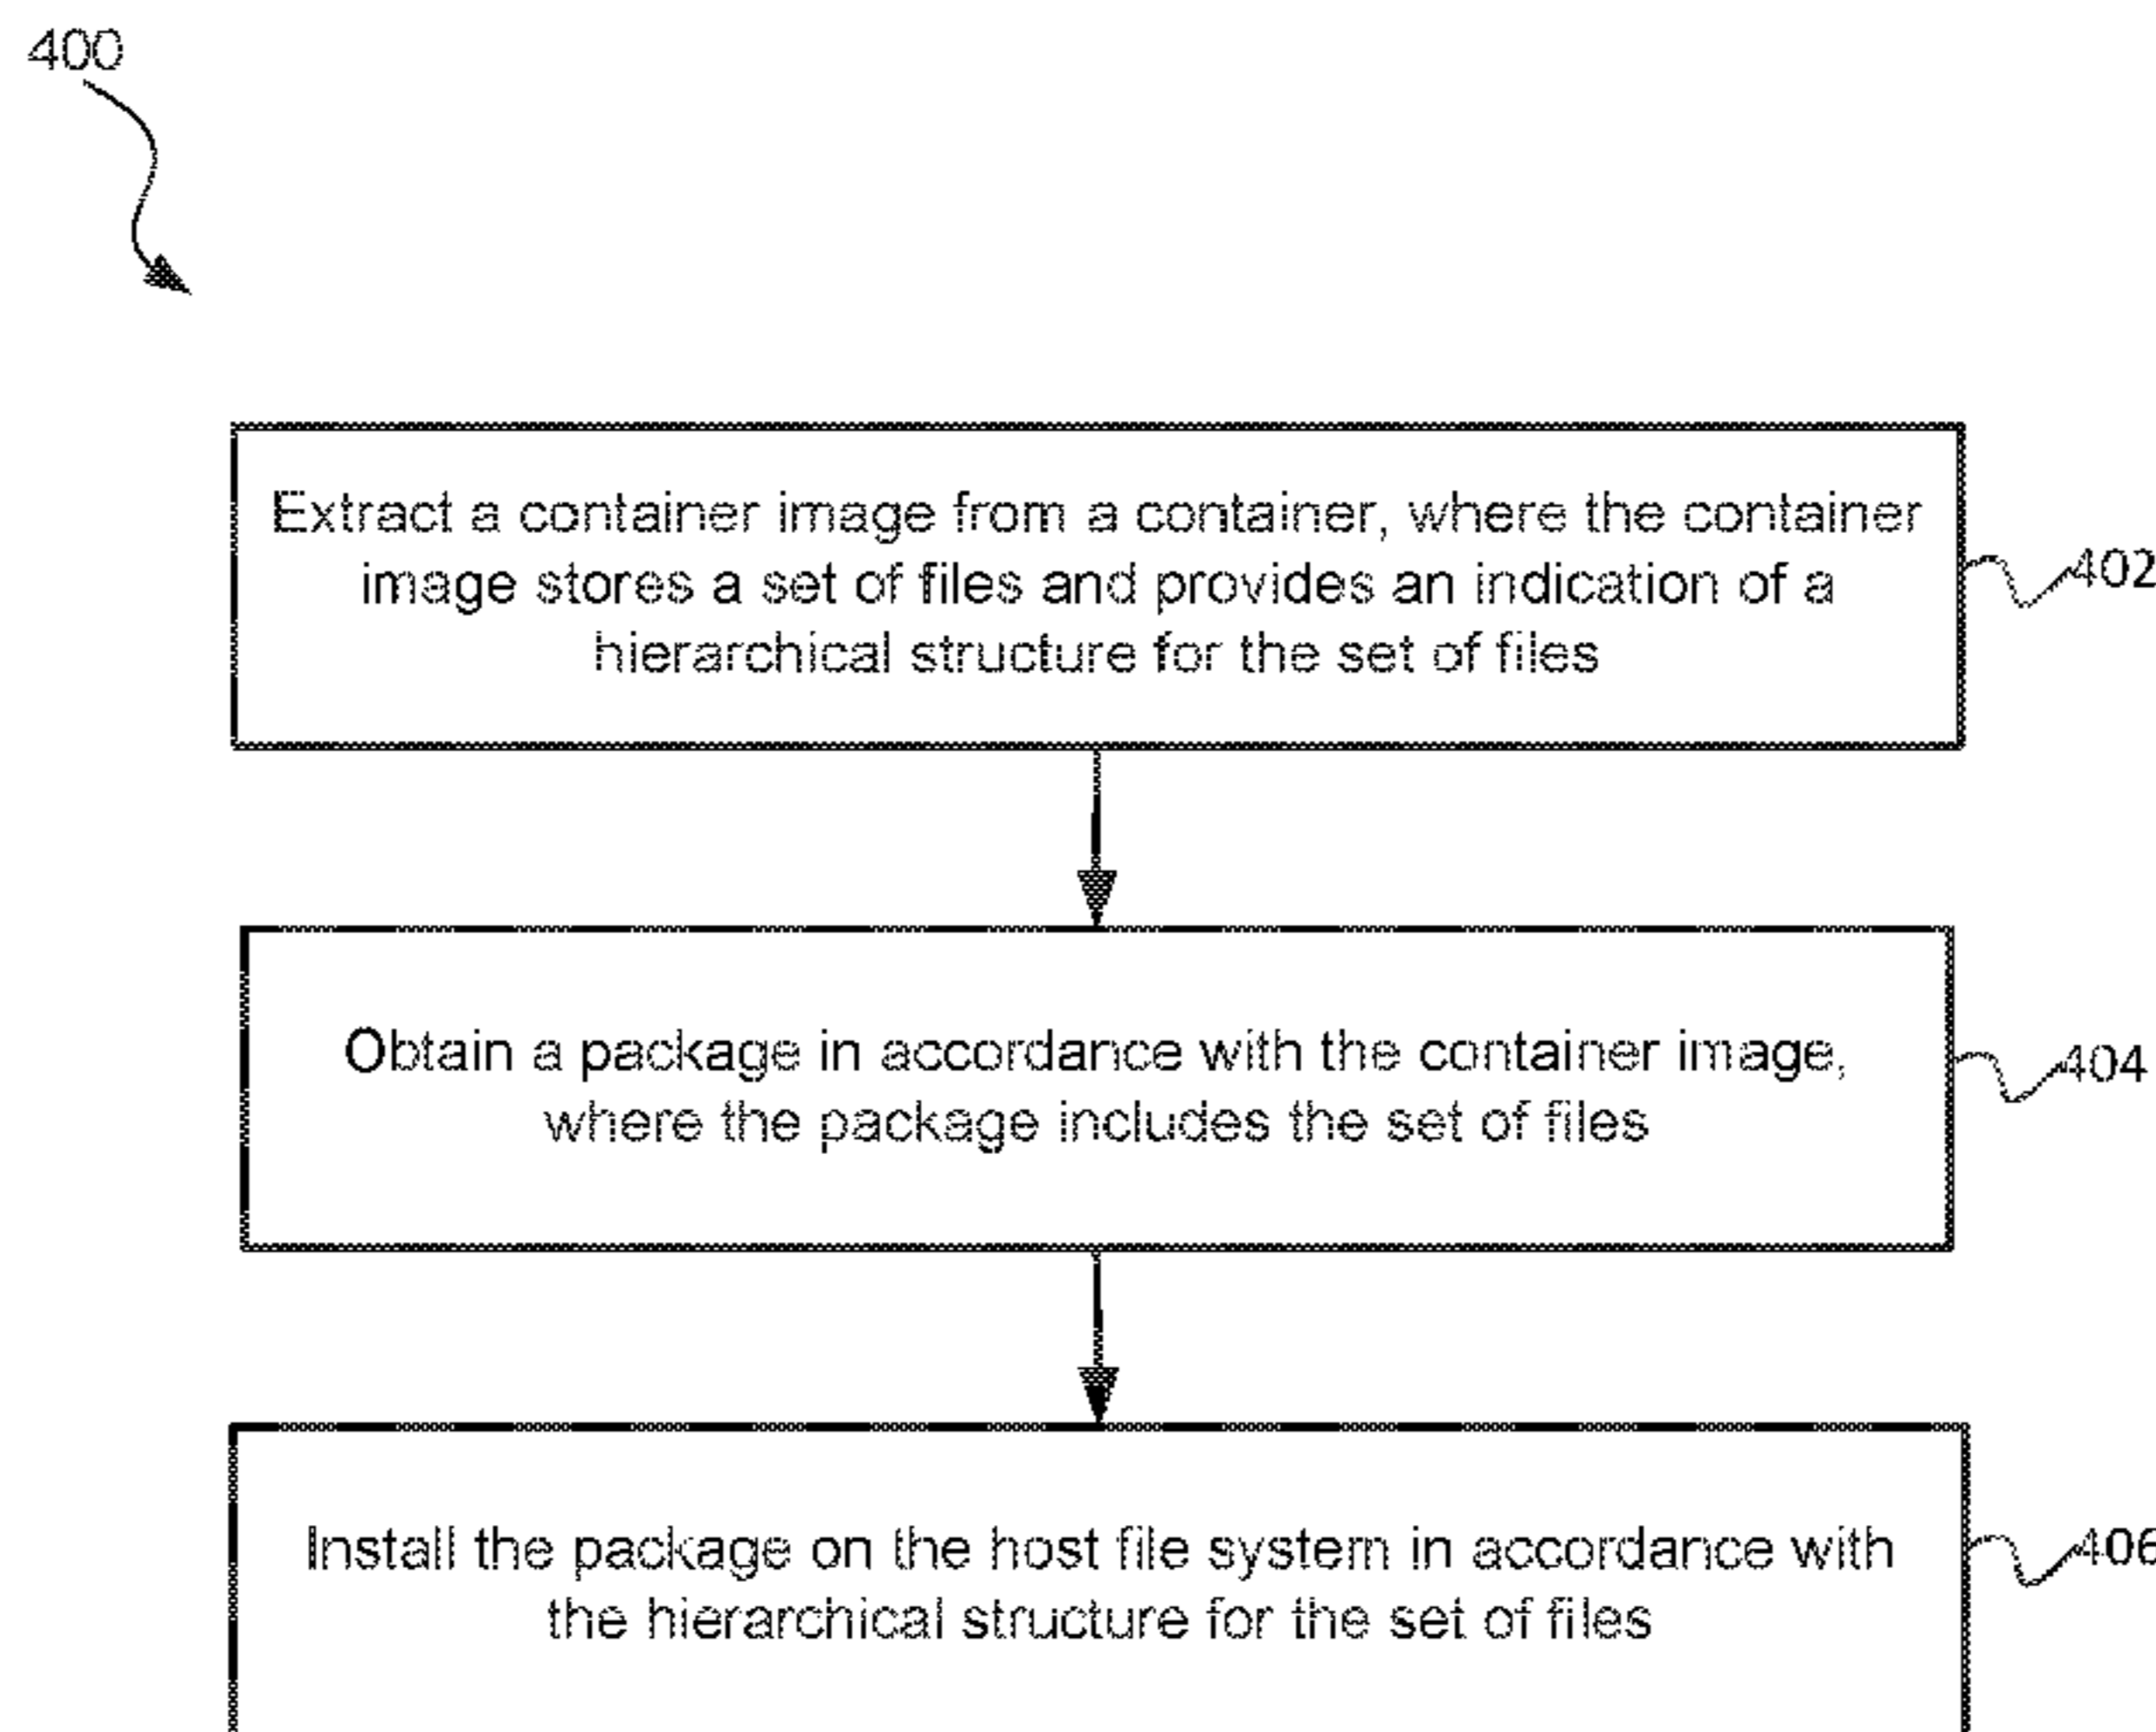 400
Extract a container image from a container, where the container
image stores a set of files and provides an indication of a
hierarchical structure for the set of files
402
Obtain a package in accordance with the container image,
where the package includes the set of files
404
Install the package on the host file system in accordance with
the hierarchical structure for the set of files
406